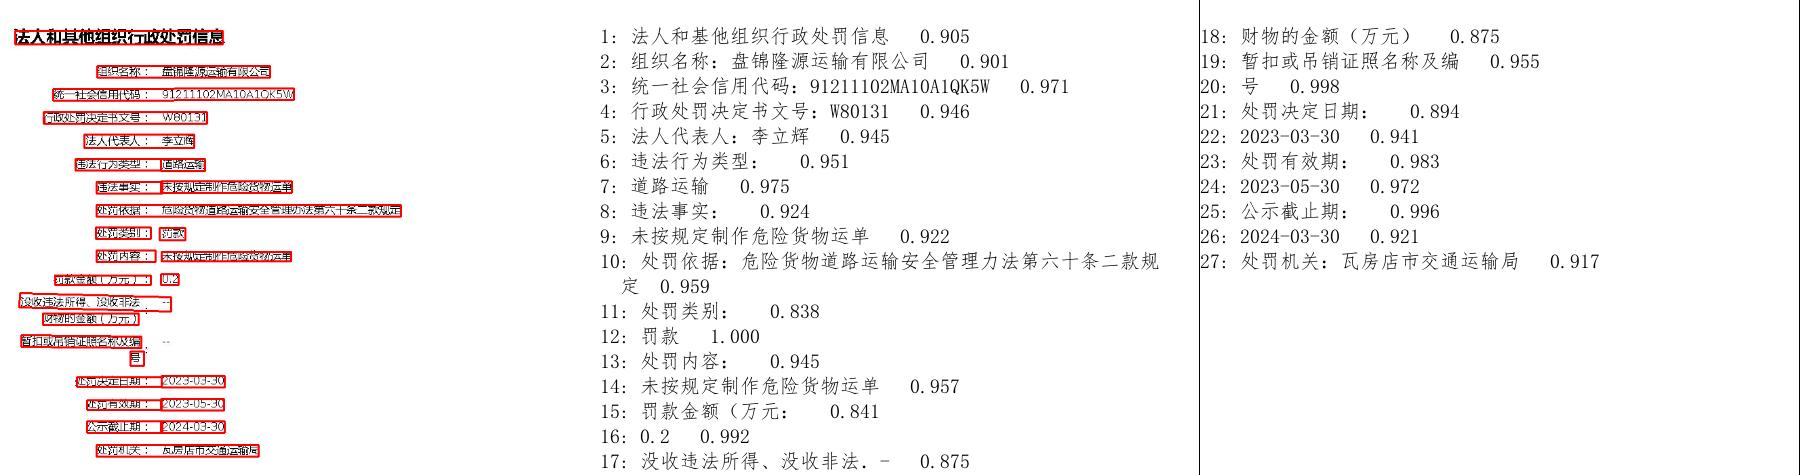 法人和其他组织行政处罚信息
组织名称： 盘锦隆源运输有限公司
统一社会信用代码： 91211102MA10A1QK5W
行政处罚决定书文号： W80131
法人代表人： 李立辉
违法行为类型： 道路运输
违法事实： 未按规定制作危险货物运单
处罚依据： 危险货物道路运输安全管理办法第六十条二款规定
处罚类别： 罚款
处罚内容： 未按规定制作危险货物运单
罚款金额（万元）： 0.2
没收违法所得、没收非法 --
财物的金额（万元）：
暂扣或吊销证照名称及编 --
号：
处罚决定日期： 2023-03-30
处罚有效期： 2023-05-30
公示截止期： 2024-03-30
处罚机关： 瓦房店市交通运输局
1: 法人和基他组织行政处罚信息 0.905
2: 组织名称：盘锦隆源运输有限公司 0.901
3: 统一社会信用代码：91211102MA10A1QK5W 0.971
4: 行政处罚决定书文号：W80131 0.946
5: 法人代表人：李立辉 0.945
6: 违法行为类型： 0.951
7: 道路运输 0.975
8: 违法事实： 0.924
9: 未按规定制作危险货物运单 0.922
10: 处罚依据：危险货物道路运输安全管理力法第六十条二款规
定 0.959
11: 处罚类别： 0.838
12: 罚款 1.000
13: 处罚内容： 0.945
14: 未按规定制作危险货物运单 0.957
15: 罚款金额（万元： 0.841
16: 0.2 0.992
17: 没收违法所得、没收非法．- 0.875
18: 财物的金额（万元） 0.875
19: 暂扣或吊销证照名称及编 0.955
20: 号 0.998
21: 处罚决定日期： 0.894
22: 2023-03-30 0.941
23: 处罚有效期： 0.983
24: 2023-05-30 0.972
25: 公示截止期： 0.996
26: 2024-03-30 0.921
27: 处罚机关：瓦房店市交通运输局 0.917